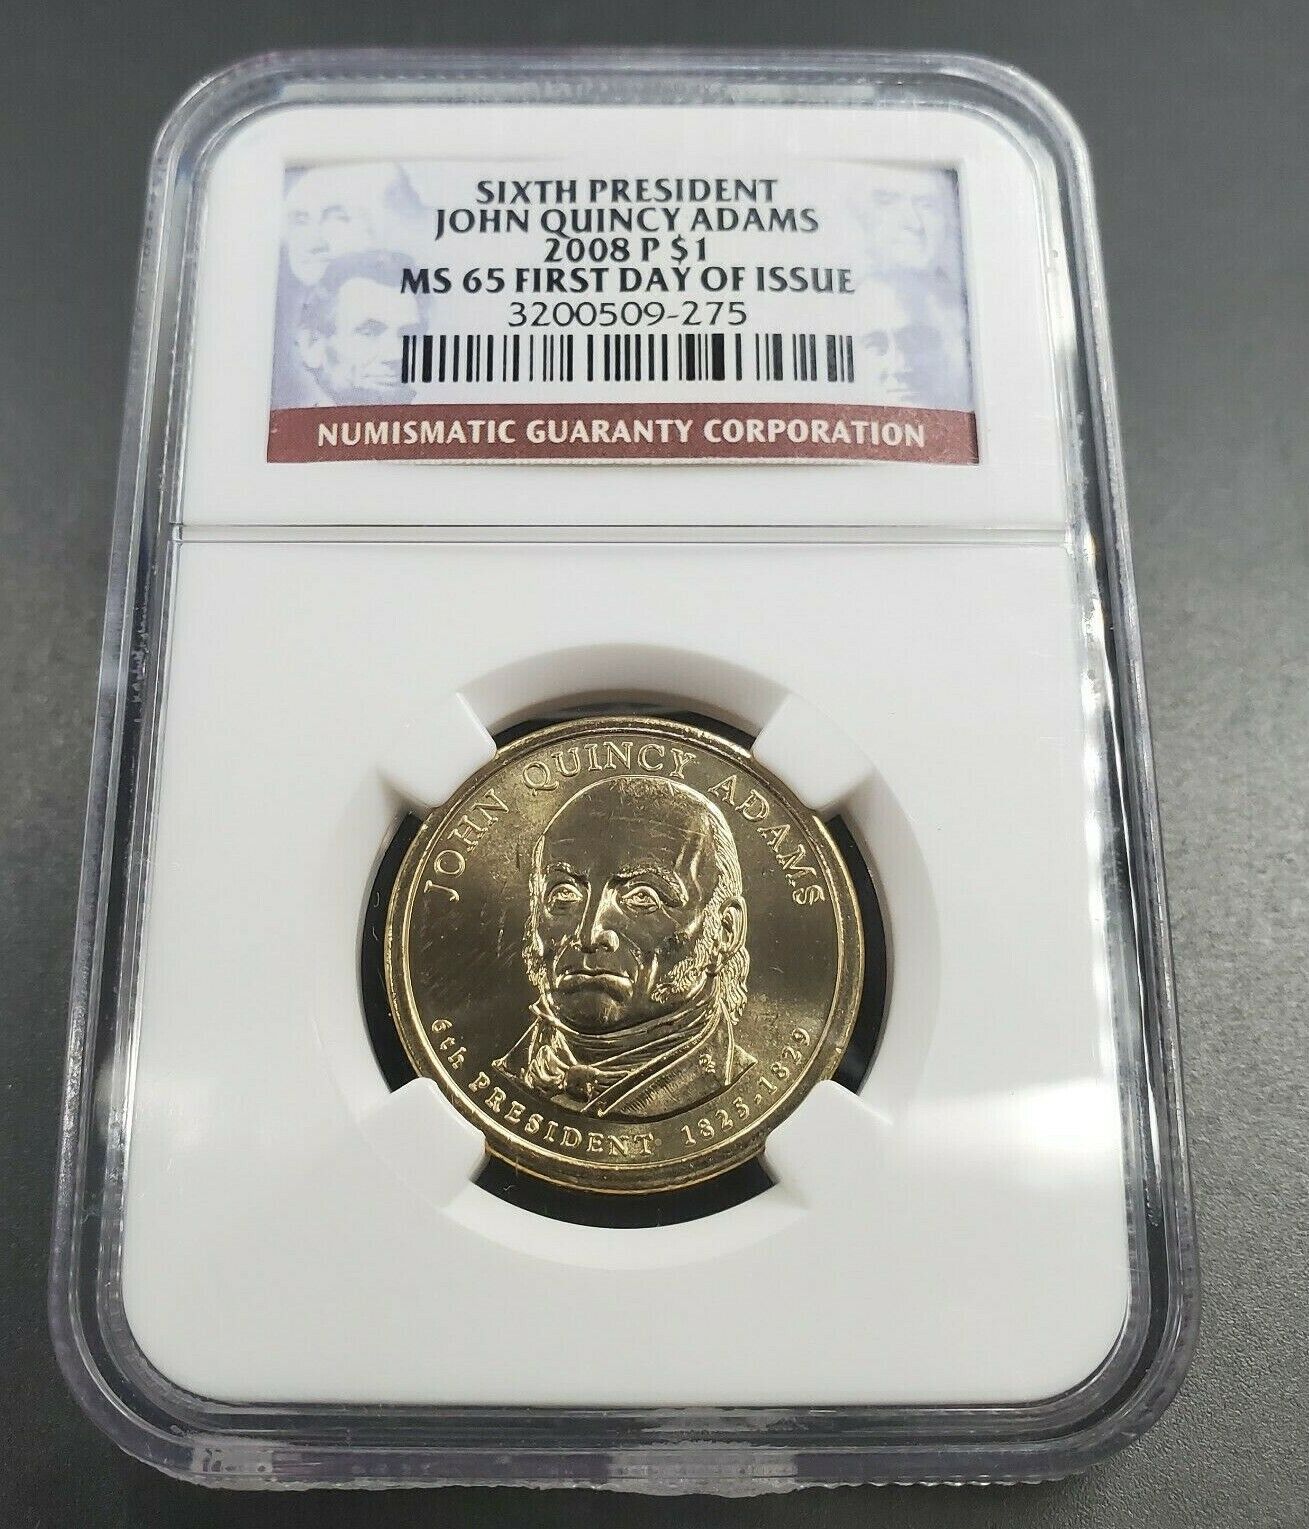 SIXTH PRESIDENT
JOHN QUINCY ADAMS
2008 P $1
MS 65 FIRST DAY OF ISSUE
3200509-275
NUMISMATIC GUARANTY CORPORATION
JOHN QUINCY ADAMS
6th PRESIDENT 1825-1829